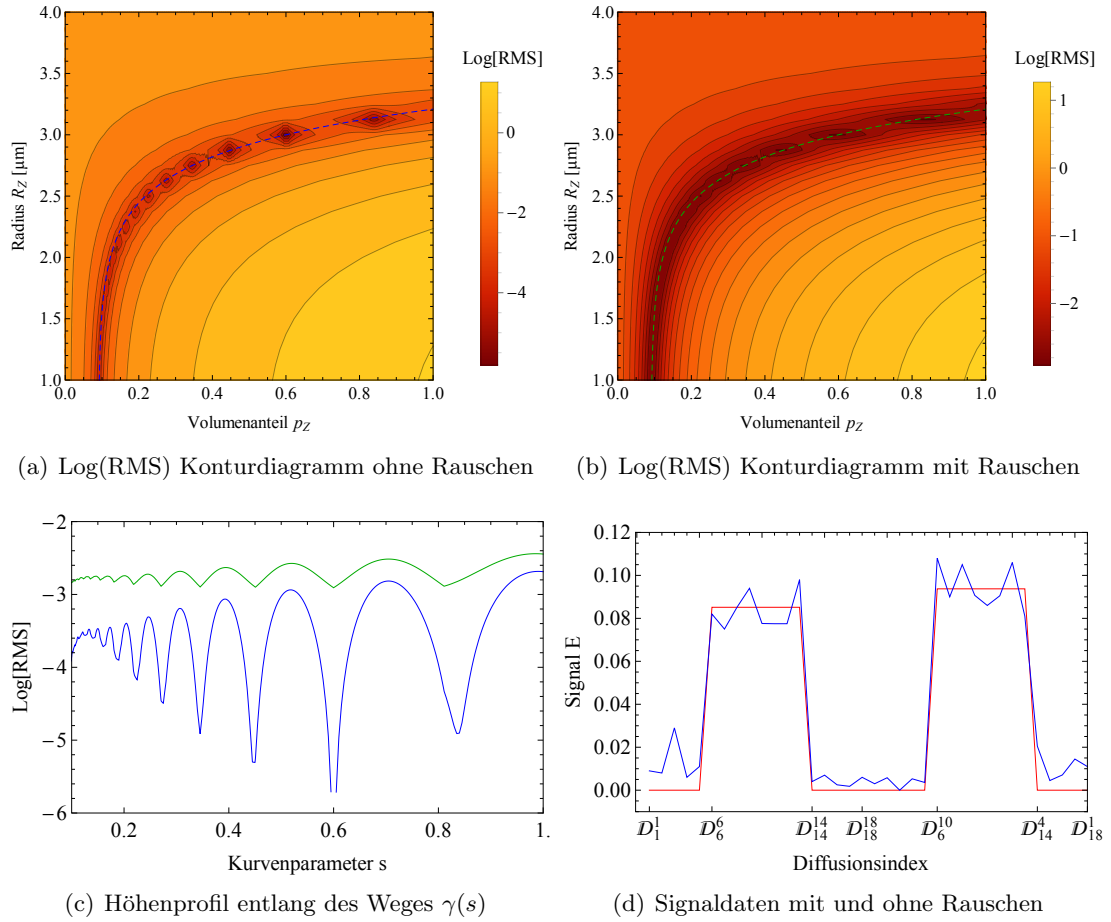 4.0
3.5
3.0
2.5
2.0
1.5
1.0
Radius R_Z [µm]
0.0 0.2 0.4 0.6 0.8 1.0
Volumenanteil p_Z
Log[RMS]
0
−2
−4
(a) Log(RMS) Konturdiagramm ohne Rauschen
4.0
3.5
3.0
2.5
2.0
1.5
1.0
Radius R_Z [µm]
0.0 0.2 0.4 0.6 0.8 1.0
Volumenanteil p_Z
Log[RMS]
1
0
−1
−2
(b) Log(RMS) Konturdiagramm mit Rauschen
−2
−3
−4
−5
−6
Log[RMS]
0.2 0.4 0.6 0.8 1.
Kurvenparameter s
(c) Höhenprofil entlang des Weges γ(s)
0.12
0.10
0.08
0.06
0.04
0.02
0.00
Signal E
D_1^5 D_6^6 D_14^14 D_18^18 D_6^10 D_14^4 D_18^1
Diffusionsindex
(d) Signaldaten mit und ohne Rauschen